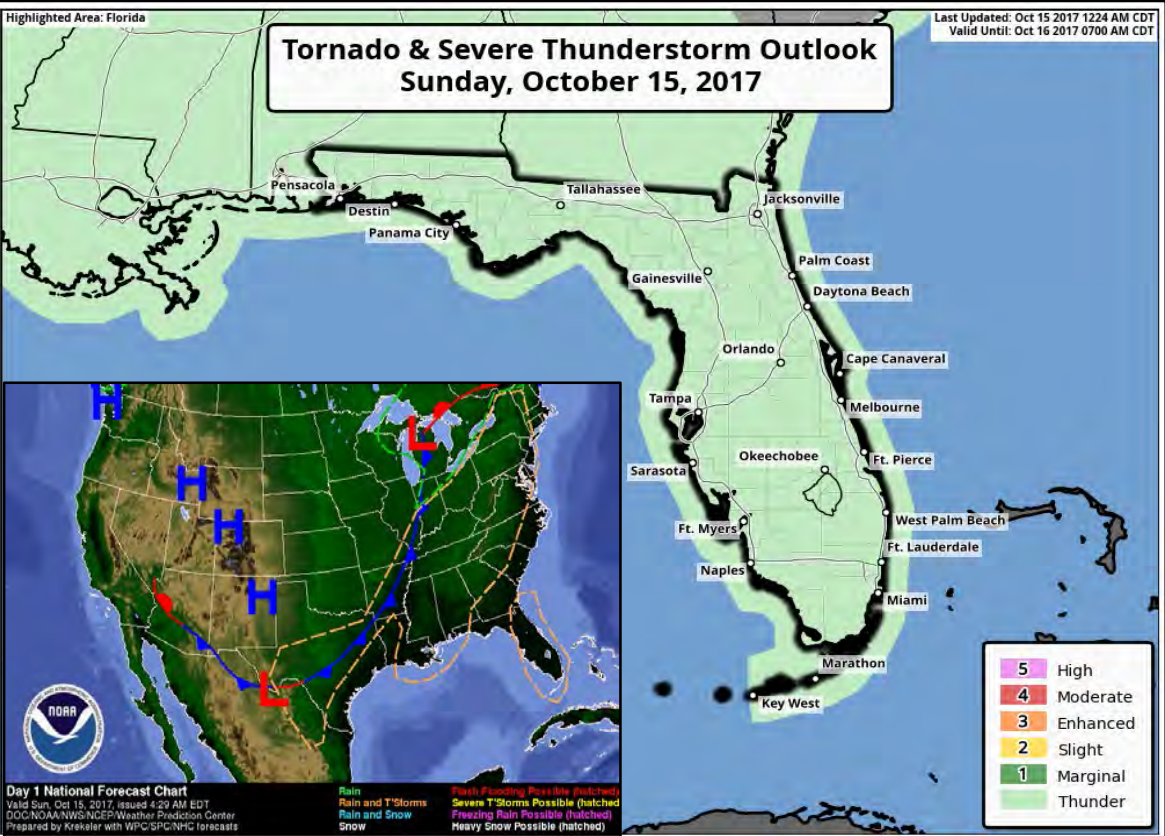 Highlighted Area: Florida
Last Updated: Oct 15 2017 1224 AM CDT
Valid Until: Oct 16 2017 0700 AM CDT
Tornado & Severe Thunderstorm Outlook
Sunday, October 15, 2017
Pensacola
Destin
Panama City
Tallahassee
Jacksonville
Gainesville
Palm Coast
Daytona Beach
Orlando
Cape Canaveral
Tampa
Melbourne
Sarasota
Okeechobee
Ft. Pierce
Ft. Myers
West Palm Beach
Naples
Ft. Lauderdale
Miami
Marathon
Key West
5 High
4 Moderate
3 Enhanced
2 Slight
1 Marginal
Thunder
H
H
H
H
L
L
NOAA
Day 1 National Forecast Chart
Valid Sun, Oct 15, 2017, issued 4:29 AM EDT
DOC/NOAA/NWS/NCEP/Weather Prediction Center
Prepared by Krekeler with WPC/SPC/NHC forecasts
Rain
Rain and T'Storms
Rain and Snow
Snow
Flash Flooding Possible (hatched)
Severe T'Storms Possible (hatched
Freezing Rain Possible (hatched)
Heavy Snow Possible (hatched)